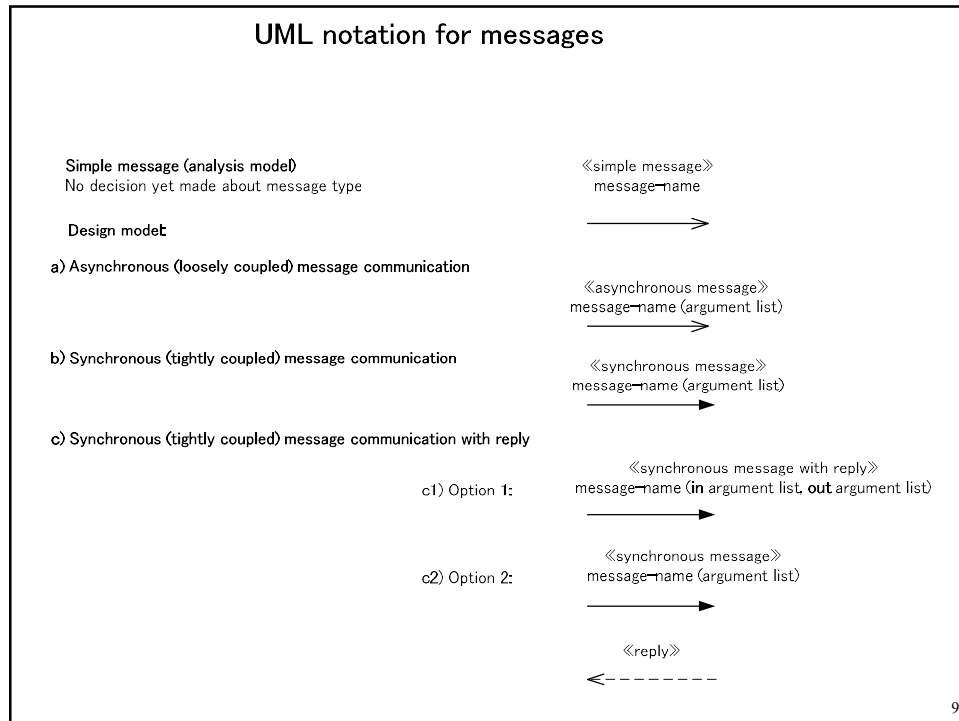 UML notation for messages
Simple message (analysis model)
No decision yet made about message type
≪simple message≫
message-name
Design model:
a) Asynchronous (loosely coupled) message communication
≪asynchronous message≫
message-name (argument list)
b) Synchronous (tightly coupled) message communication
≪synchronous message≫
message-name (argument list)
c) Synchronous (tightly coupled) message communication with reply
c1) Option 1:
≪synchronous message with reply≫
message-name (in argument list, out argument list)
c2) Option 2:
≪synchronous message≫
message-name (argument list)
≪reply≫
9